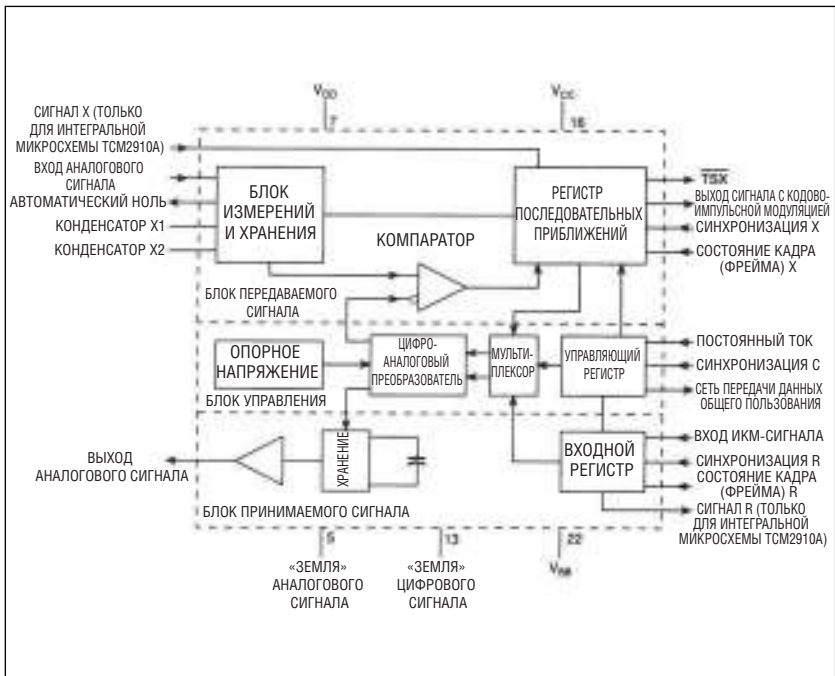 V_DD
7
V_CC
16
СИГНАЛ X (ТОЛЬКО
ДЛЯ ИНТЕГРАЛЬНОЙ
МИКРОСХЕМЫ TCM2910A)
ВХОД АНАЛОГОВОГО
СИГНАЛА
АВТОМАТИЧЕСКИЙ НОЛЬ
КОНДЕНСАТОР X1
КОНДЕНСАТОР X2
БЛОК
ИЗМЕРЕНИЙ
И ХРАНЕНИЯ
КОМПАРАТОР
РЕГИСТР
ПОСЛЕДОВАТЕЛЬНЫХ
ПРИБЛИЖЕНИЙ
TSX
ВЫХОД СИГНАЛА С КОДОВО-
ИМПУЛЬСНОЙ МОДУЛЯЦИЕЙ
СИНХРОНИЗАЦИЯ X
СОСТОЯНИЕ КАДРА
(ФРЕЙМА) X
БЛОК ПЕРЕДАВАЕМОГО
СИГНАЛА
ОПОРНОЕ
НАПРЯЖЕНИЕ
БЛОК УПРАВЛЕНИЯ
ЦИФРО-
АНАЛОГОВЫЙ
ПРЕОБРАЗОВАТЕЛЬ
МУЛЬТИ-
ПЛЕКСОР
УПРАВЛЯЮЩИЙ
РЕГИСТР
ПОСТОЯННЫЙ ТОК
СИНХРОНИЗАЦИЯ C
СЕТЬ ПЕРЕДАЧИ ДАННЫХ
ОБЩЕГО ПОЛЬЗОВАНИЯ
ВЫХОД
АНАЛОГОВОГО СИГНАЛА
ХРАНЕНИЕ
БЛОК ПРИНИМАЕМОГО СИГНАЛА
ВХОДНОЙ
РЕГИСТР
ВХОД ИКМ-СИГНАЛА
СИНХРОНИЗАЦИЯ R
СОСТОЯНИЕ КАДРА
(ФРЕЙМА) R
СИГНАЛ R (ТОЛЬКО
ДЛЯ ИНТЕГРАЛЬНОЙ
МИКРОСХЕМЫ TCM2910A)
5
«ЗЕМЛЯ»
АНАЛОГОВОГО
СИГНАЛА
13
«ЗЕМЛЯ»
ЦИФРОВОГО
СИГНАЛА
22
V_BB